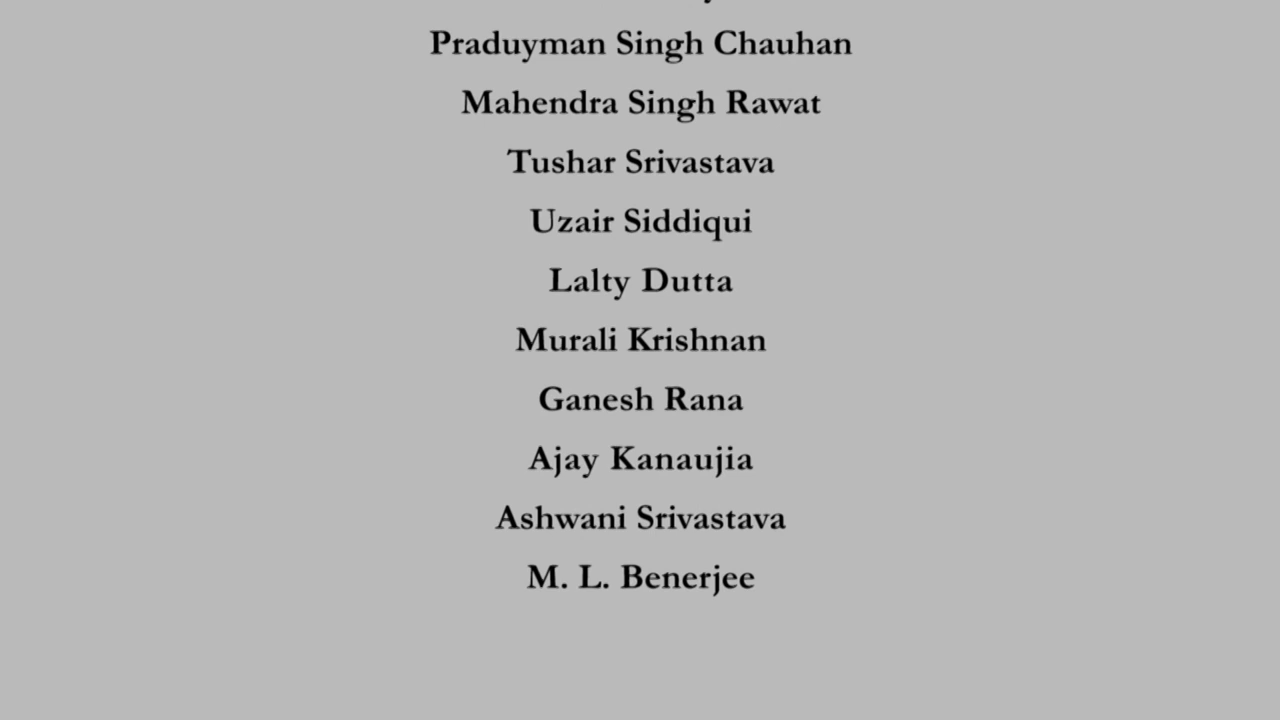 Praduyman Singh Chauhan
Mahendra Singh Rawat
Tushar Srivastava
Uzair Siddiqui
Lalty Dutta
Murali Krishnan
Ganesh Rana
Ajay Kanaujia
Ashwani Srivastava
M. L. Benerjee